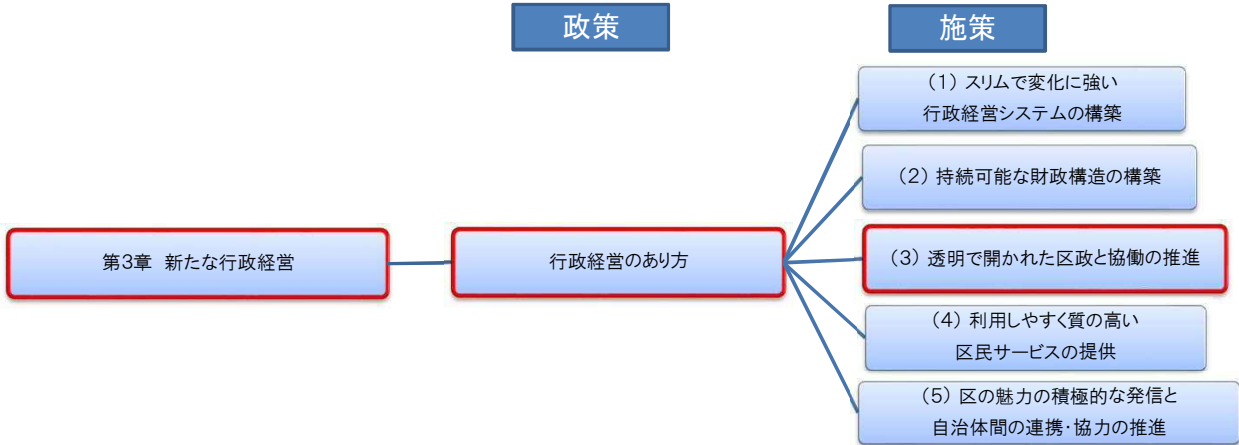 政策
施策
(1) スリムで変化に強い
行政経営システムの構築
(2) 持続可能な財政構造の構築
第3章 新たな行政経営
行政経営のあり方
(3) 透明で開かれた区政と協働の推進
(4) 利用しやすく質の高い
区民サービスの提供
(5) 区の魅力の積極的な発信と
自治体間の連携・協力の推進